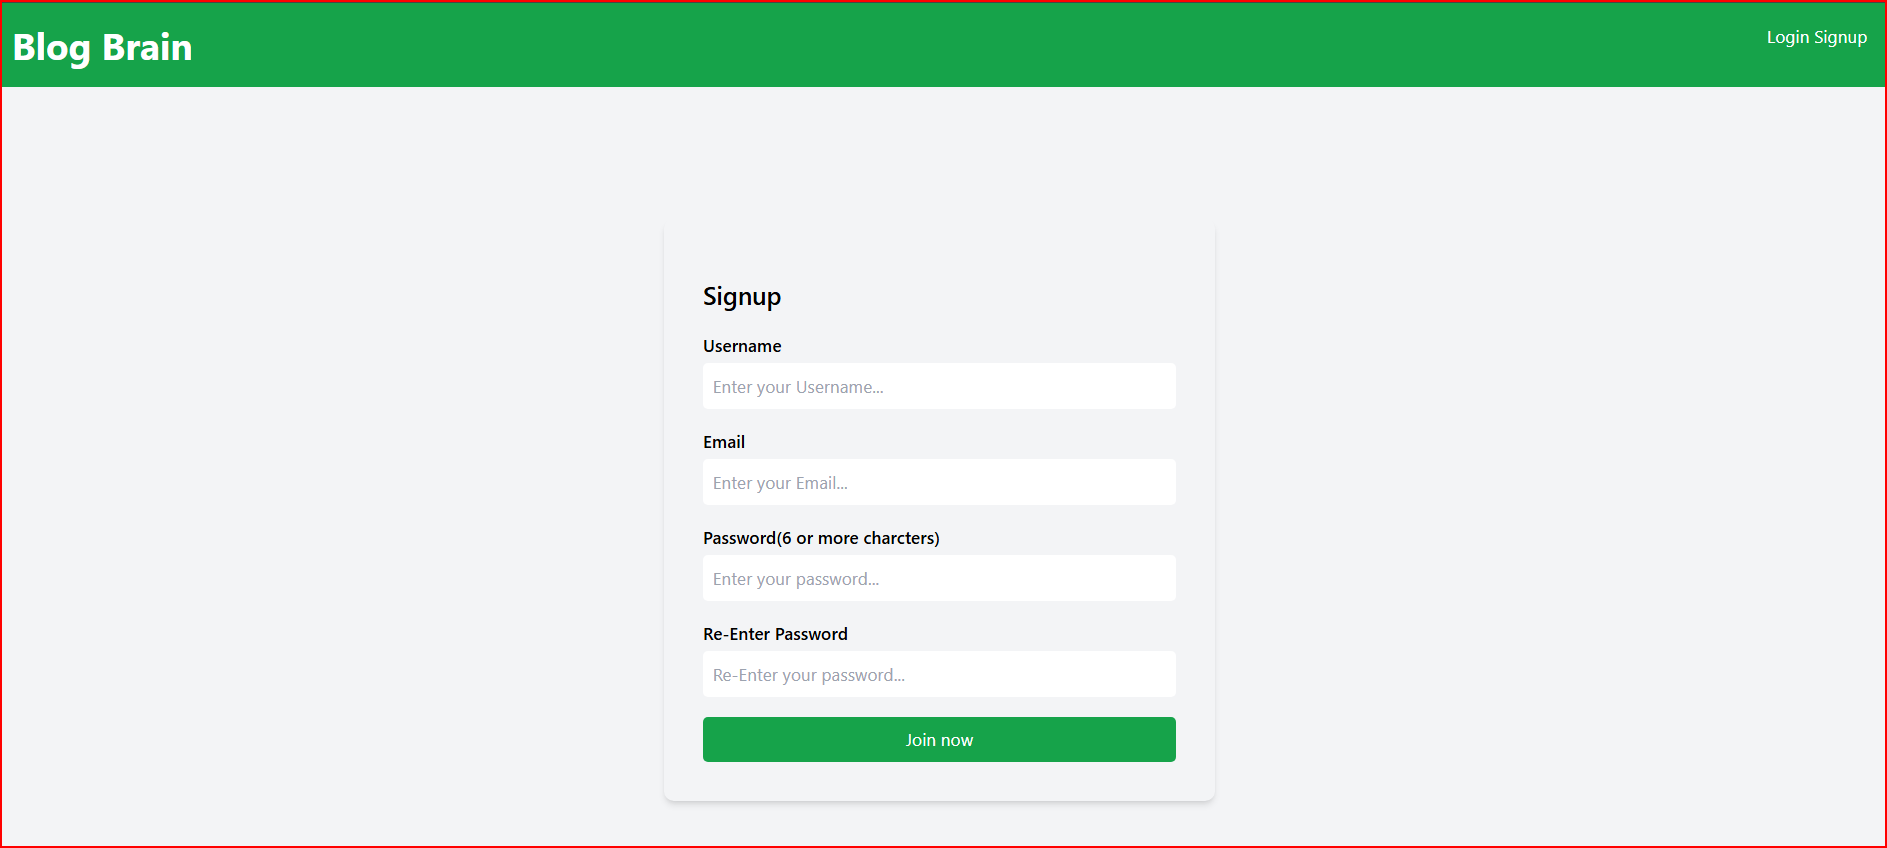 Blog Brain
Login Signup
Signup
Username
Enter your Username...
Email
Enter your Email...
Password(6 or more charcters)
Enter your password...
Re-Enter Password
Re-Enter your password...
Join now